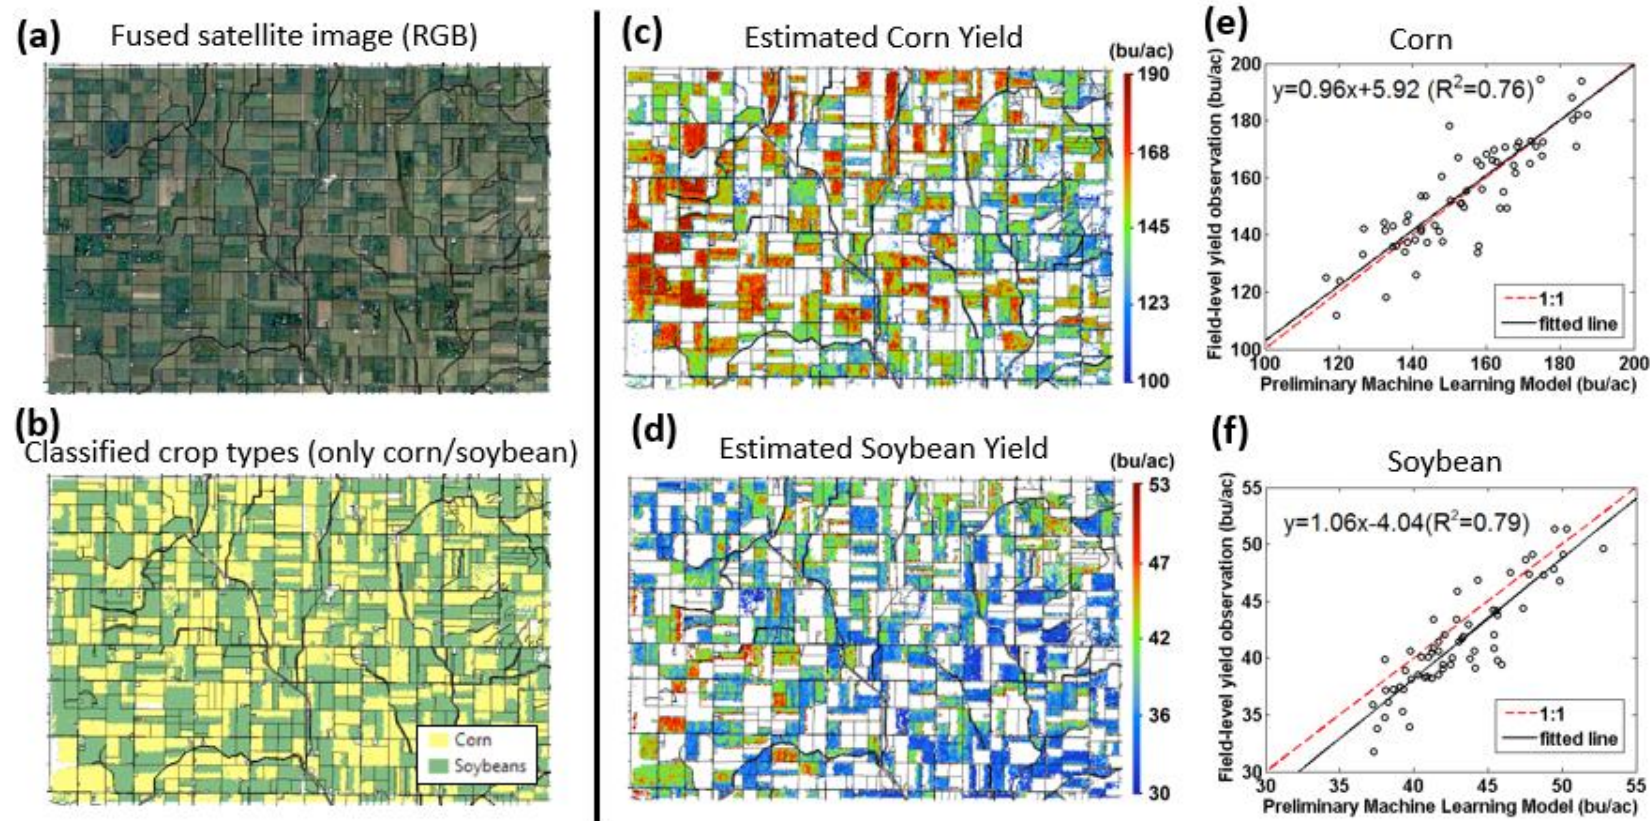 (a)
Fused satellite image (RGB)
(b)
Classified crop types (only corn/soybean)
Corn
Soybeans
(c)
Estimated Corn Yield
(bu/ac)
190
168
145
123
100
(d)
Estimated Soybean Yield
(bu/ac)
53
47
42
36
30
(e)
Corn
y=0.96x+5.92 (R²=0.76)
Field-level yield observation (bu/ac)
200
180
160
140
120
100
1:1
fitted line
100 120 140 160 180 200
Preliminary Machine Learning Model (bu/ac)
(f)
Soybean
y=1.06x-4.04(R²=0.79)
Field-level yield observation (bu/ac)
55
50
45
40
35
30
1:1
fitted line
30 35 40 45 50 55
Preliminary Machine Learning Model (bu/ac)